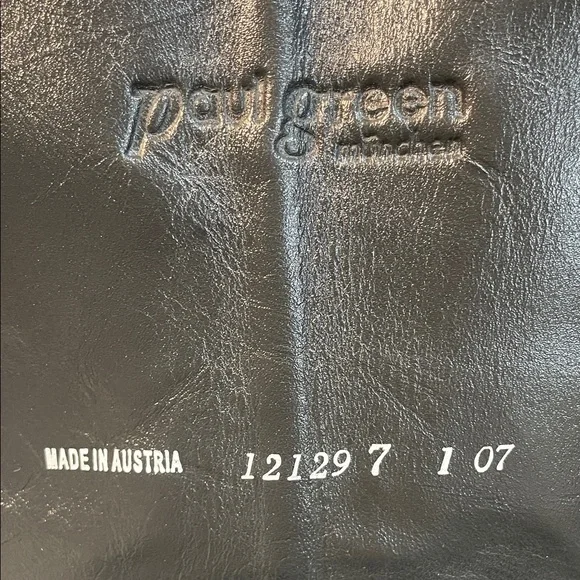 paul green
münchen
MADE IN AUSTRIA 12129 7 1 07